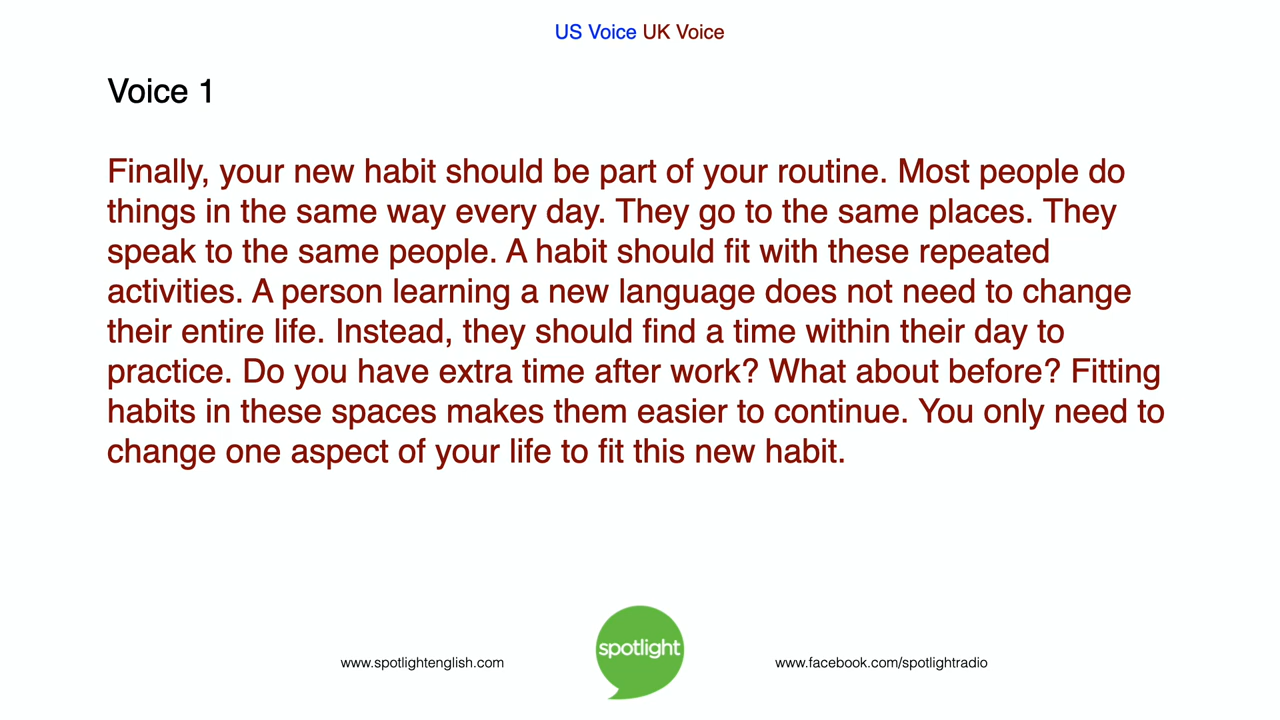 US Voice UK Voice
Voice 1
Finally, your new habit should be part of your routine. Most people do
things in the same way every day. They go to the same places. They
speak to the same people. A habit should fit with these repeated
activities. A person learning a new language does not need to change
their entire life. Instead, they should find a time within their day to
practice. Do you have extra time after work? What about before? Fitting
habits in these spaces makes them easier to continue. You only need to
change one aspect of your life to fit this new habit.
www.spotlightenglish.com
spotlight
www.facebook.com/spotlightradio